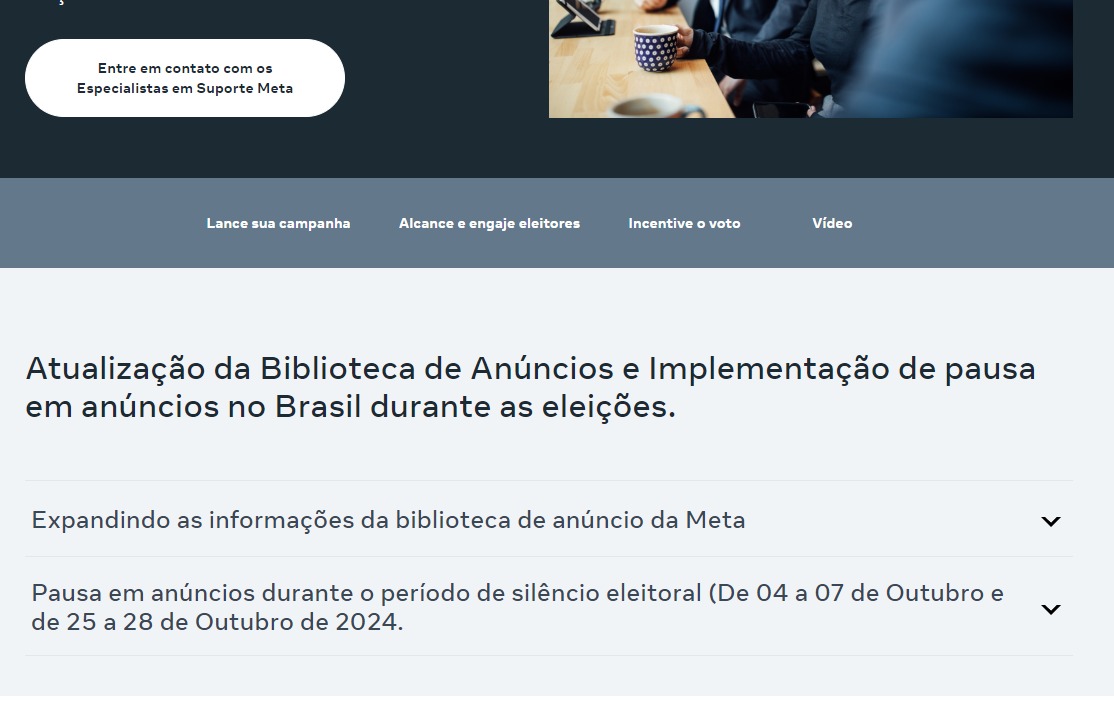 Entre em contato com os
Especialistas em Suporte Meta
Lance sua campanha
Alcance e engaje eleitores
Incentive o voto
Vídeo
Atualização da Biblioteca de Anúncios e Implementação de pausa
em anúncios no Brasil durante as eleições.
Expandindo as informações da biblioteca de anúncio da Meta
Pausa em anúncios durante o período de silêncio eleitoral (De 04 a 07 de Outubro e
de 25 a 28 de Outubro de 2024.